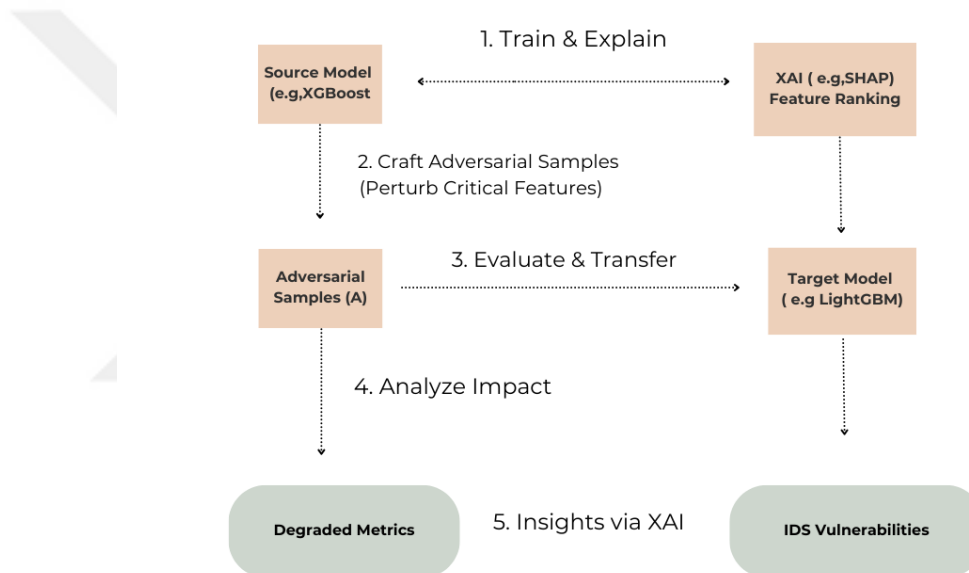 1. Train & Explain
Source Model
(e.g,XGBoost
XAI ( e.g,SHAP)
Feature Ranking
2. Craft Adversarial Samples
(Perturb Critical Features)
3. Evaluate & Transfer
Adversarial
Samples (A)
Target Model
( e.g LightGBM)
4. Analyze Impact
Degraded Metrics
5. Insights via XAI
IDS Vulnerabilities